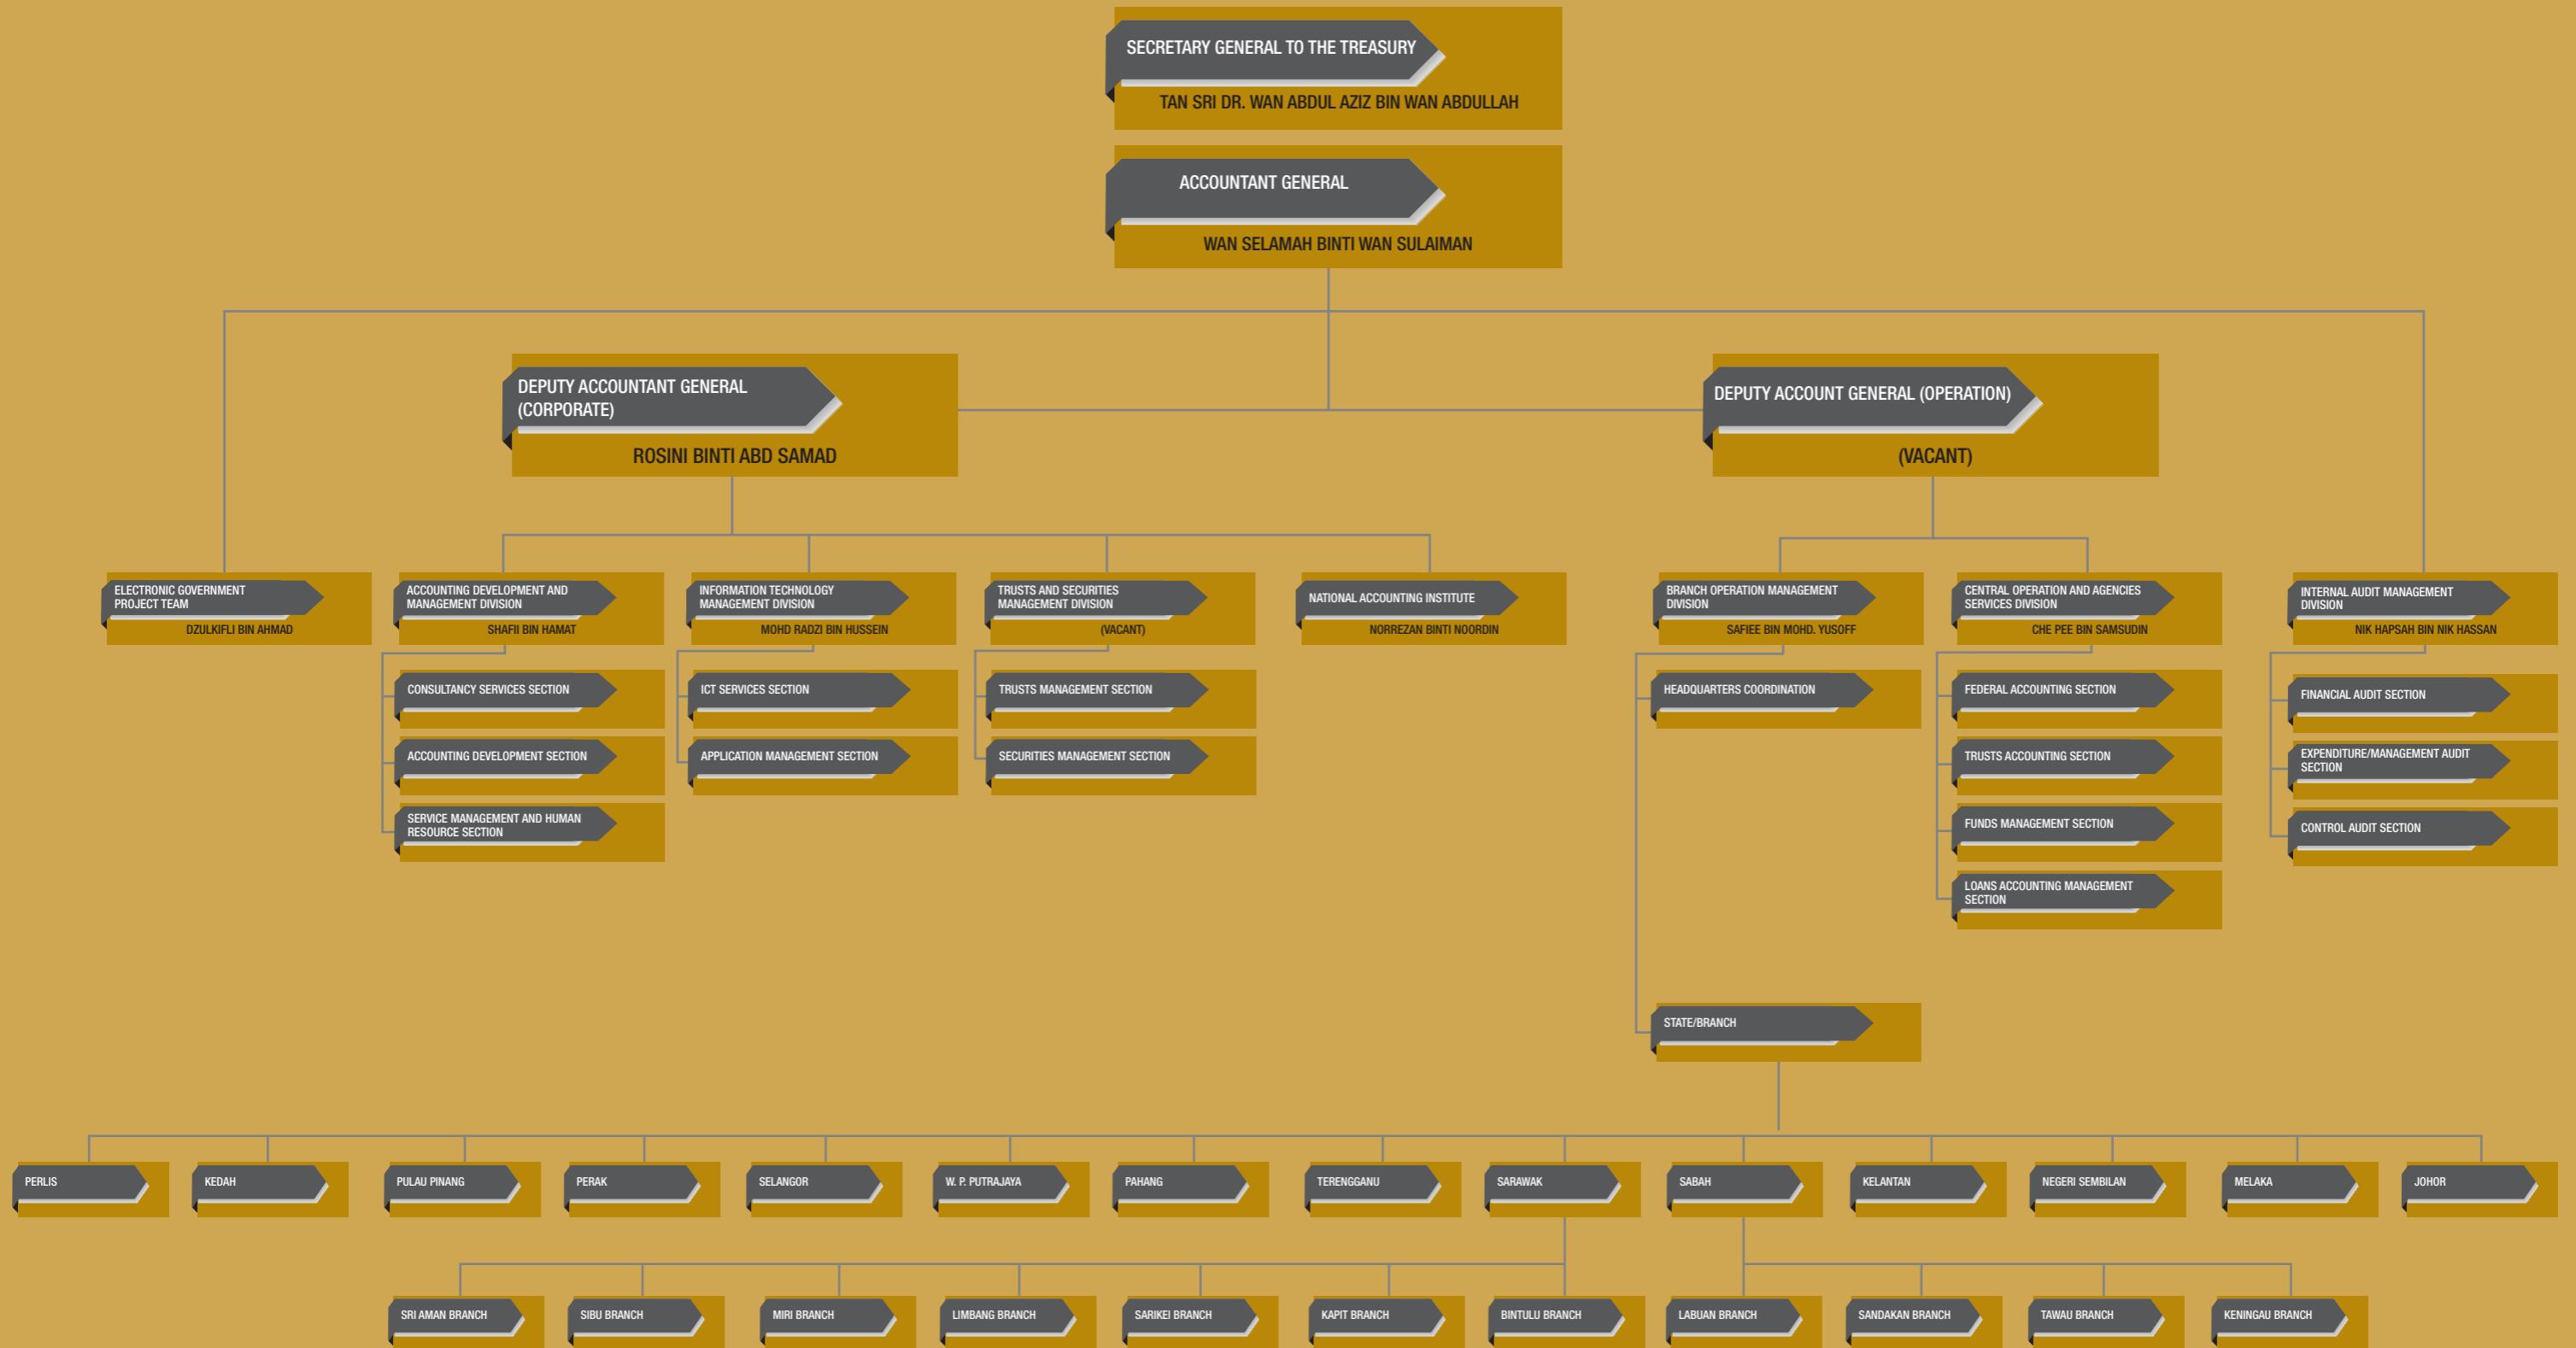 SECRETARY GENERAL TO THE TREASURY
TAN SRI DR. WAN ABDUL AZIZ BIN WAN ABDULLAH
ACCOUNTANT GENERAL
WAN SELAMAH BINTI WAN SULAIMAN
DEPUTY ACCOUNTANT GENERAL
(CORPORATE)
ROSINI BINTI ABD SAMAD
DEPUTY ACCOUNT GENERAL (OPERATION)
(VACANT)
ELECTRONIC GOVERNMENT
PROJECT TEAM
DZULKIFLI BIN AHMAD
ACCOUNTING DEVELOPMENT AND
MANAGEMENT DIVISION
SHAFII BIN HAMAT
INFORMATION TECHNOLOGY
MANAGEMENT DIVISION
MOHD RADZI BIN HUSSEIN
TRUSTS AND SECURITIES
MANAGEMENT DIVISION
(VACANT)
NATIONAL ACCOUNTING INSTITUTE
NORREZAN BINTI NOORDIN
BRANCH OPERATION MANAGEMENT
DIVISION
SAFIEE BIN MOHD. YUSOFF
CENTRAL OPERATION AND AGENCIES
SERVICES DIVISION
CHE PEE BIN SAMSUDIN
INTERNAL AUDIT MANAGEMENT
DIVISION
NIK HAPSAH BIN NIK HASSAN
CONSULTANCY SERVICES SECTION
ACCOUNTING DEVELOPMENT SECTION
SERVICE MANAGEMENT AND HUMAN
RESOURCE SECTION
ICT SERVICES SECTION
APPLICATION MANAGEMENT SECTION
TRUSTS MANAGEMENT SECTION
SECURITIES MANAGEMENT SECTION
HEADQUARTERS COORDINATION
FEDERAL ACCOUNTING SECTION
TRUSTS ACCOUNTING SECTION
FUNDS MANAGEMENT SECTION
LOANS ACCOUNTING MANAGEMENT
SECTION
FINANCIAL AUDIT SECTION
EXPENDITURE/MANAGEMENT AUDIT
SECTION
CONTROL AUDIT SECTION
STATE/BRANCH
PERLIS
KEDAH
PULAU PINANG
PERAK
SELANGOR
W. P. PUTRAJAYA
PAHANG
TERENGGANU
SARAWAK
SABAH
KELANTAN
NEGERI SEMBILAN
MELAKA
JOHOR
SRI AMAN BRANCH
SIBU BRANCH
MIRI BRANCH
LIMBANG BRANCH
SARIKEI BRANCH
KAPIT BRANCH
BINTULU BRANCH
LABUAN BRANCH
SANDAKAN BRANCH
TAWAU BRANCH
KENINGAU BRANCH